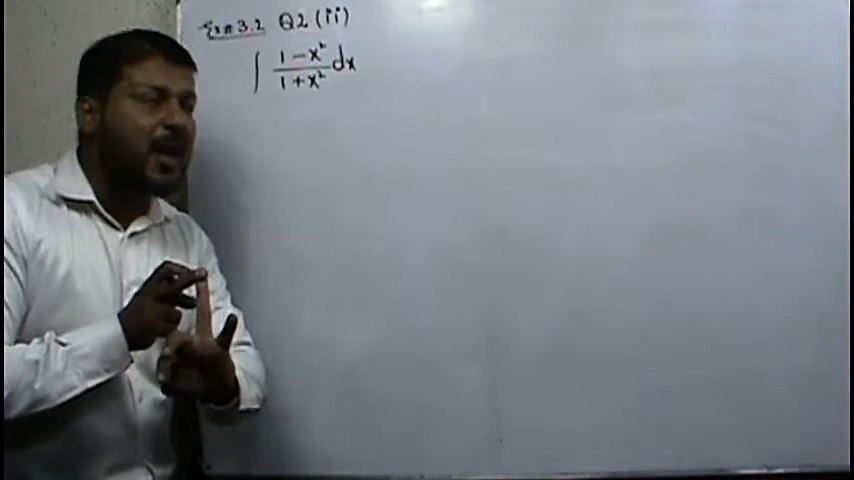 Ex# 3.2 Q2 (ii)
∫ (1 - x²)/(1 + x²) dx